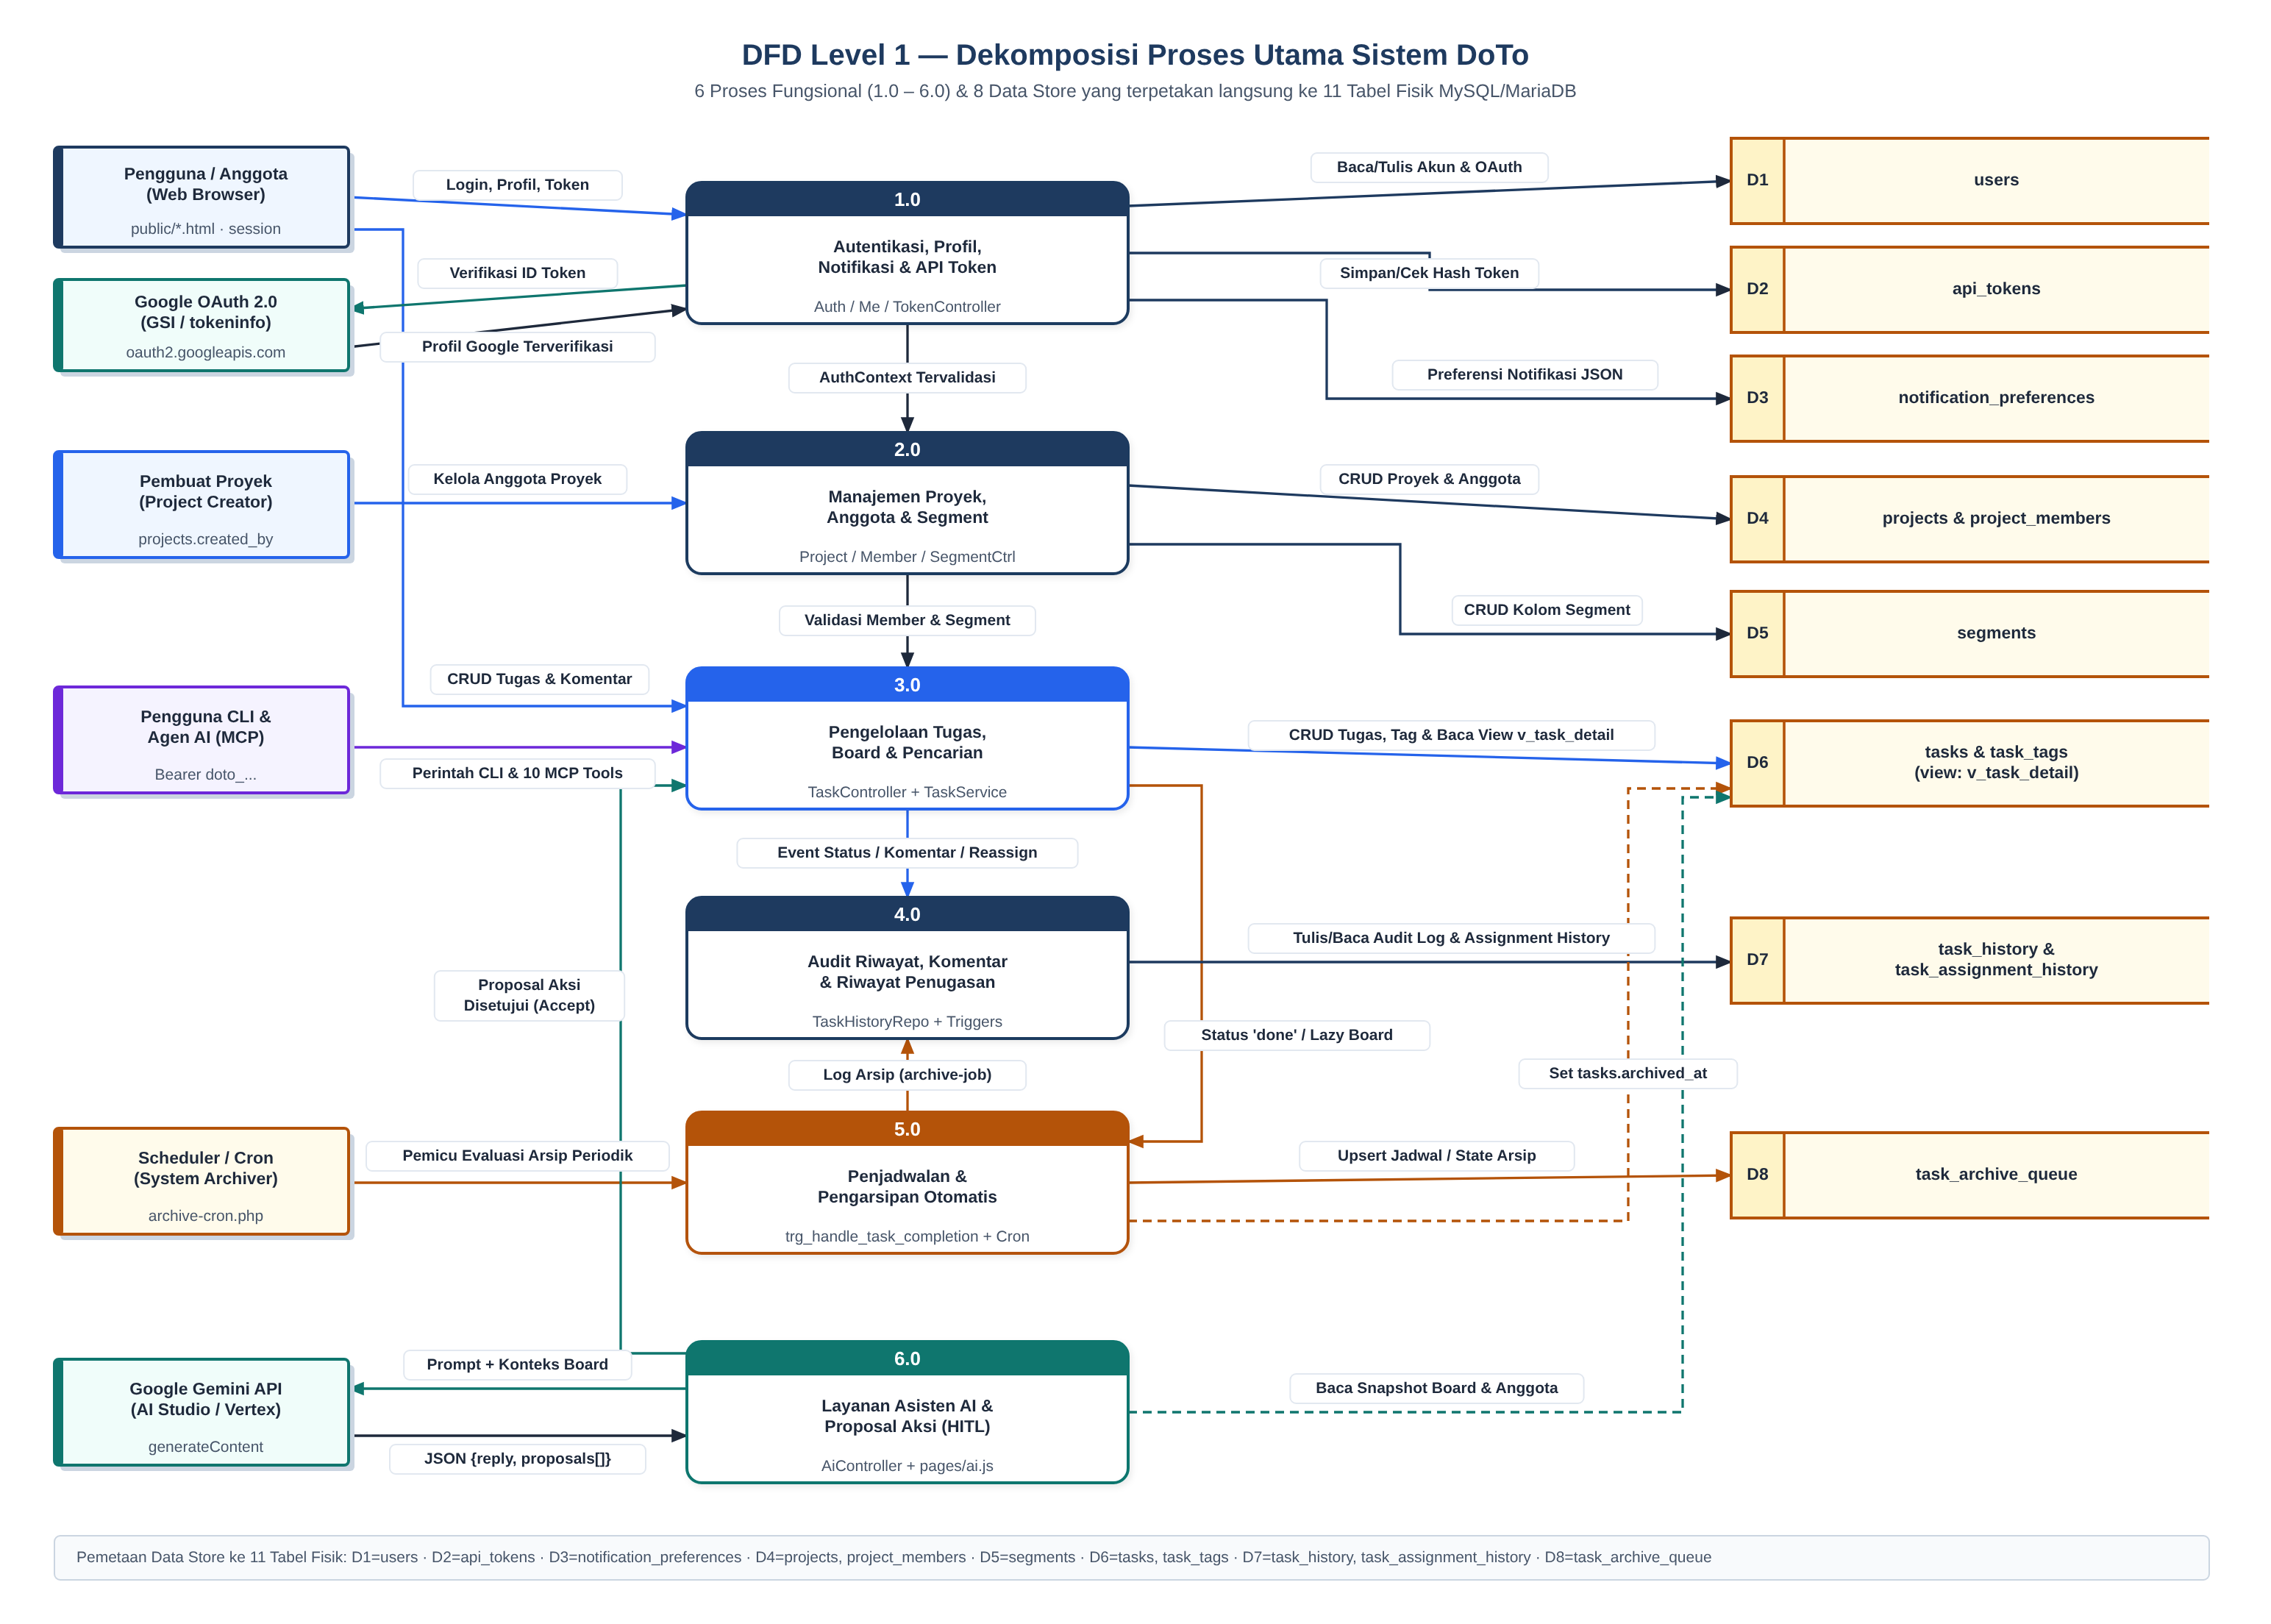 DFD Level 1 — Dekomposisi Proses Utama Sistem DoTo
6 Proses Fungsional (1.0 – 6.0) & 8 Data Store yang terpetakan langsung ke 11 Tabel Fisik MySQL/MariaDB
Pengguna / Anggota
(Web Browser)
public/*.html · session
Login, Profil, Token
1.0
Autentikasi, Profil,
Notifikasi & API Token
Auth / Me / TokenController
Baca/Tulis Akun & OAuth
D1
users
Google OAuth 2.0
(GSI / tokeninfo)
oauth2.googleapis.com
Verifikasi ID Token
Profil Google Terverifikasi
Simpan/Cek Hash Token
D2
api_tokens
Preferensi Notifikasi JSON
D3
notification_preferences
AuthContext Tervalidasi
Pembuat Proyek
(Project Creator)
projects.created_by
Kelola Anggota Proyek
2.0
Manajemen Proyek,
Anggota & Segment
Project / Member / SegmentCtrl
CRUD Proyek & Anggota
D4
projects & project_members
CRUD Kolom Segment
D5
segments
Validasi Member & Segment
CRUD Tugas & Komentar
Pengguna CLI &
Agen AI (MCP)
Bearer doto_...
Perintah CLI & 10 MCP Tools
3.0
Pengelolaan Tugas,
Board & Pencarian
TaskController + TaskService
CRUD Tugas, Tag & Baca View v_task_detail
D6
tasks & task_tags
(view: v_task_detail)
Event Status / Komentar / Reassign
4.0
Audit Riwayat, Komentar
& Riwayat Penugasan
TaskHistoryRepo + Triggers
Tulis/Baca Audit Log & Assignment History
D7
task_history &
task_assignment_history
Proposal Aksi
Disetujui (Accept)
Status 'done' / Lazy Board
Log Arsip (archive-job)
Set tasks.archived_at
Scheduler / Cron
(System Archiver)
archive-cron.php
Pemicu Evaluasi Arsip Periodik
5.0
Penjadwalan &
Pengarsipan Otomatis
trg_handle_task_completion + Cron
Upsert Jadwal / State Arsip
D8
task_archive_queue
Google Gemini API
(AI Studio / Vertex)
generateContent
Prompt + Konteks Board
JSON {reply, proposals[]}
6.0
Layanan Asisten AI &
Proposal Aksi (HITL)
AiController + pages/ai.js
Baca Snapshot Board & Anggota
Pemetaan Data Store ke 11 Tabel Fisik: D1=users · D2=api_tokens · D3=notification_preferences · D4=projects, project_members · D5=segments · D6=tasks, task_tags · D7=task_history, task_assignment_history · D8=task_archive_queue